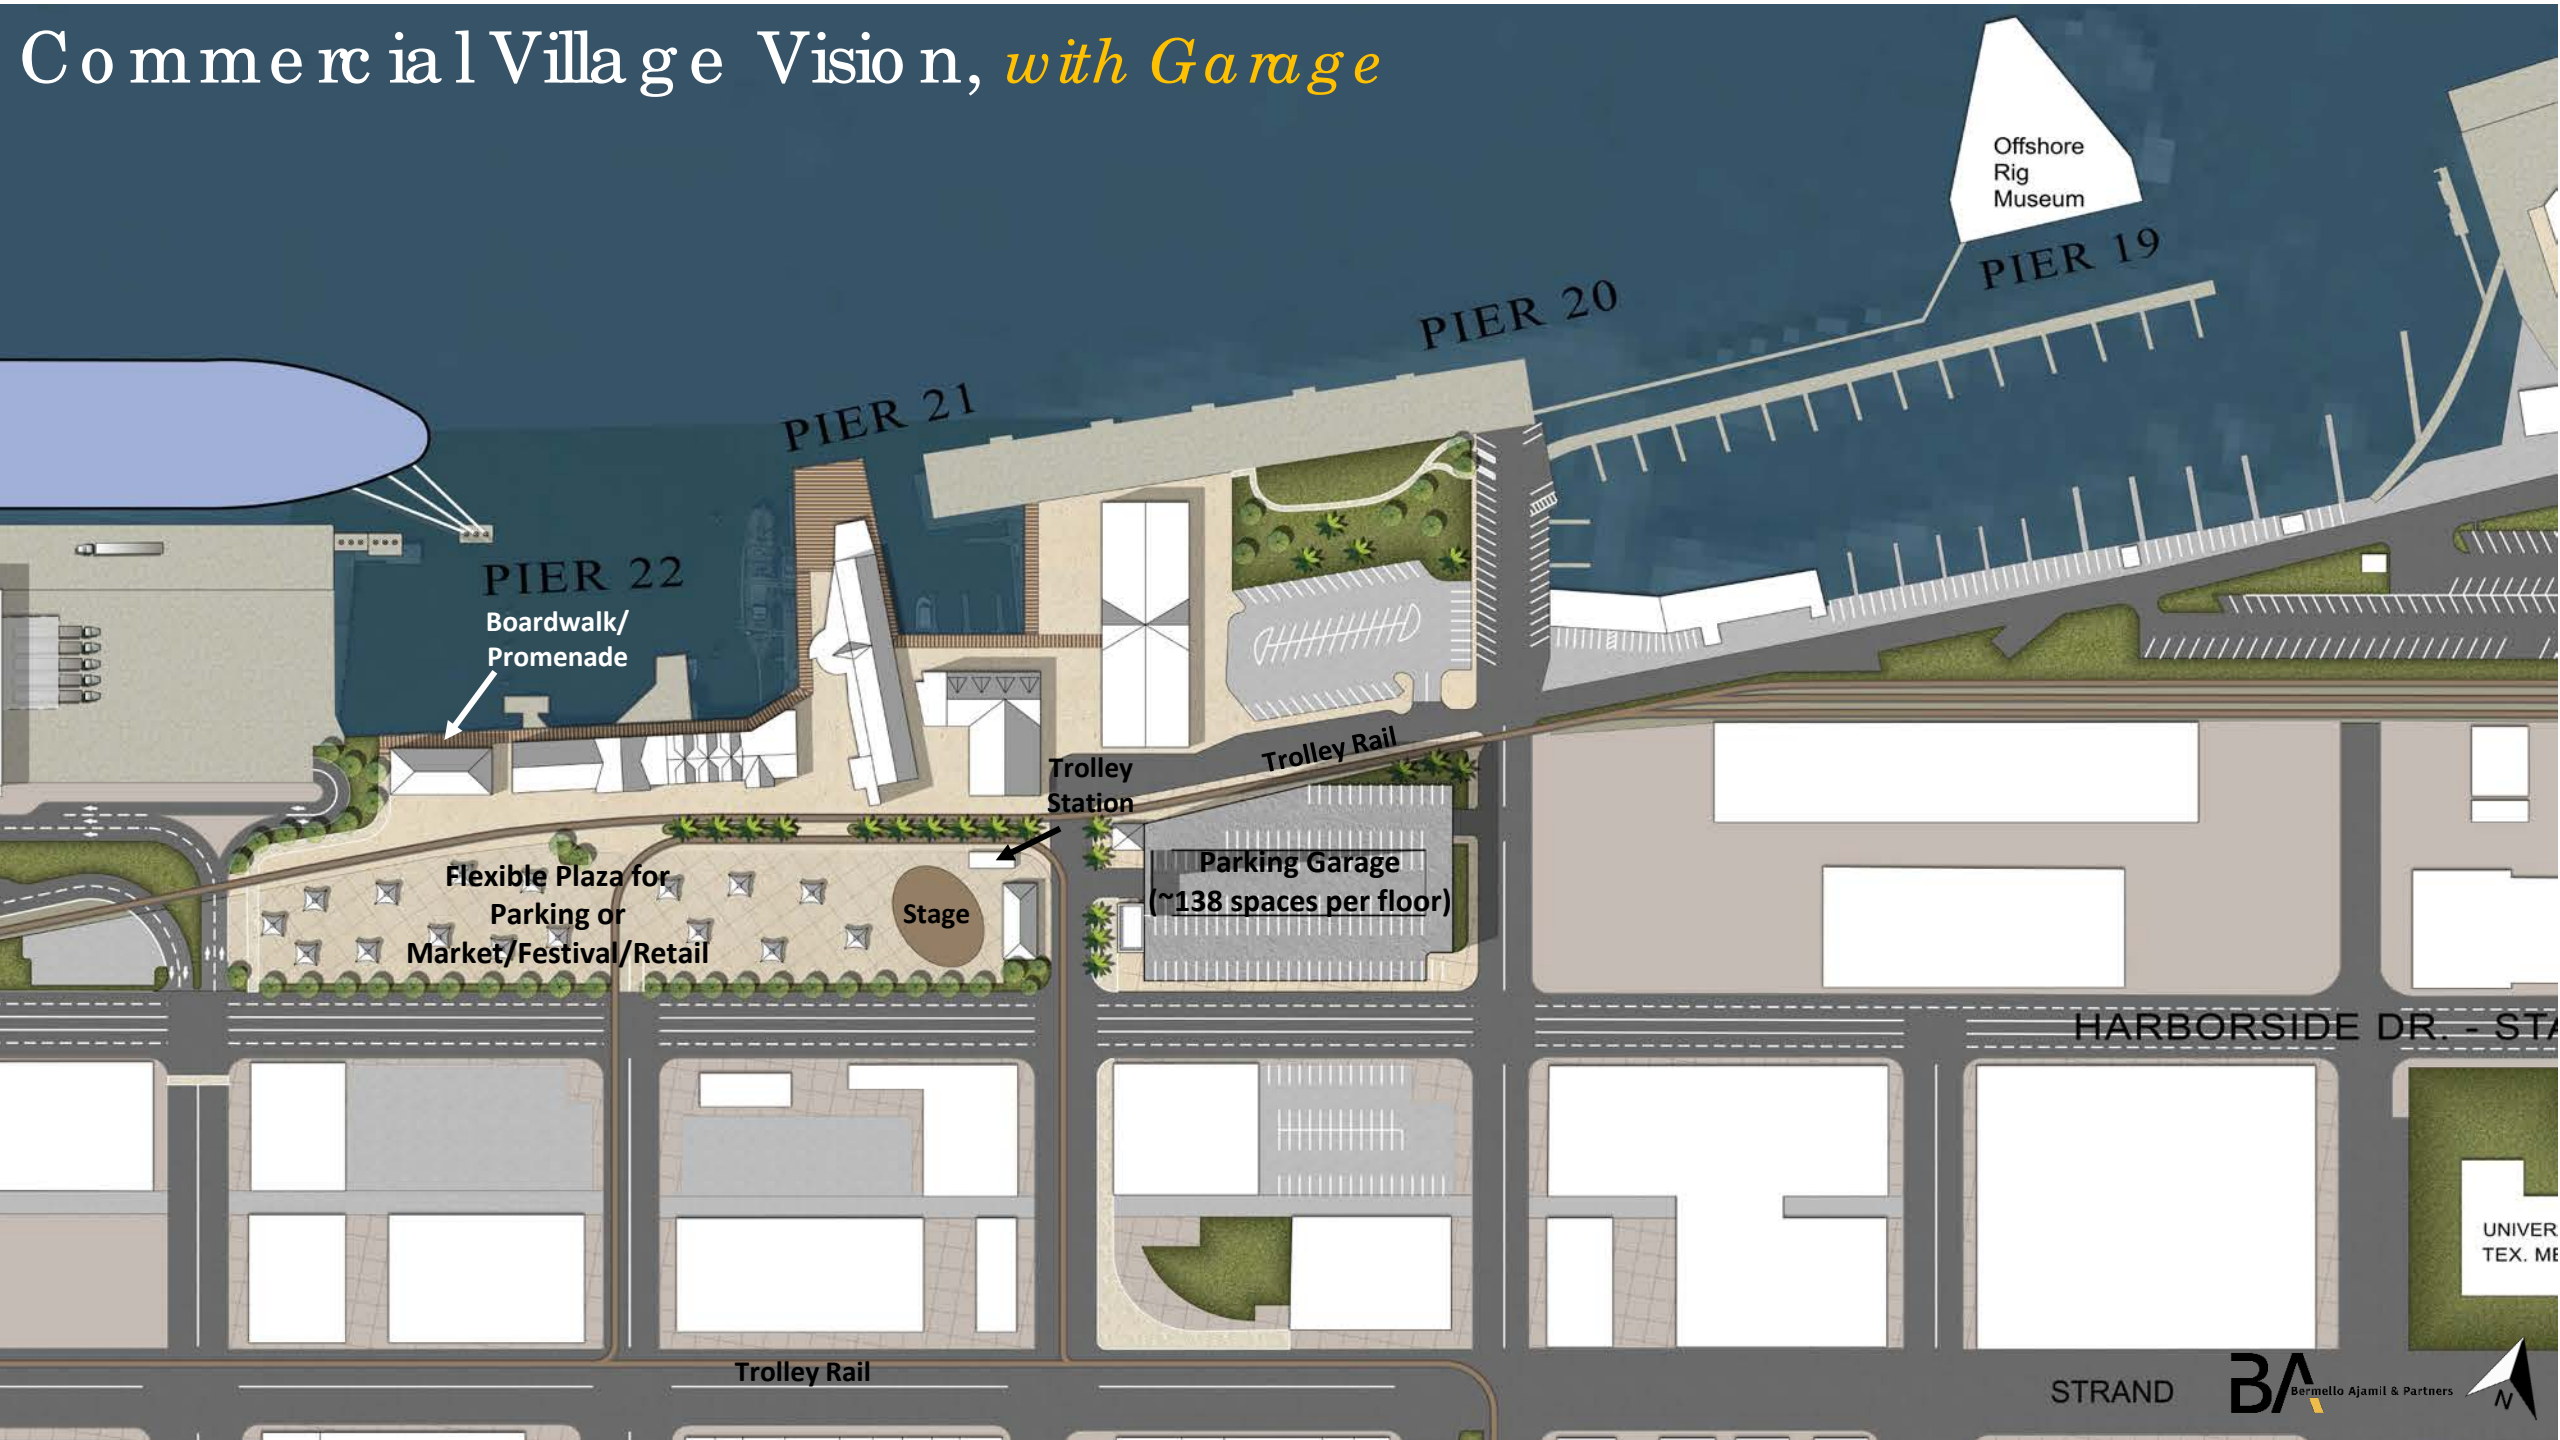 Commercial Village Vision, with Garage
Offshore
Rig
Museum
PIER 19
PIER 20
PIER 21
PIER 22
Boardwalk/
Promenade
Trolley Rail
Trolley
Station
Flexible Plaza for
Parking or
Market/Festival/Retail
Stage
Parking Garage
(~138 spaces per floor)
HARBORSIDE DR. - STA
UNIVER
TEX. ME
Trolley Rail
STRAND
BA
Bermello Ajamil & Partners
N